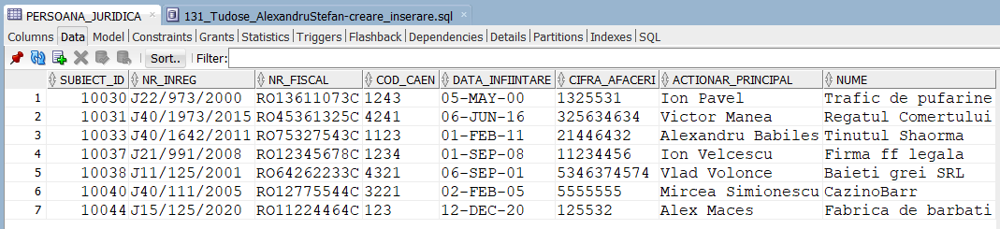 PERSOANA_JURIDICA 131_Tudose_AlexandruStefan-creare_inserare.sql
Columns Data Model Constraints Grants Statistics Triggers Flashback Dependencies Details Partitions Indexes SQL
Sort.. Filter:
SUBIECT_ID NR_INREG NR_FISCAL COD_CAEN DATA_INFIINTARE CIFRA_AFACERI ACTIONAR_PRINCIPAL NUME
1 10030 J22/973/2000 RO13611073C 1243 05-MAY-00 1325531 Ion Pavel Trafic de pufarine
2 10031 J40/1973/2015 RO45361325C 4241 06-JUN-16 325634634 Victor Manea Regatul Comertului
3 10033 J40/1642/2011 RO75327543C 1123 01-FEB-11 21446432 Alexandru Babiles Tinutul Shaorma
4 10037 J21/991/2008 RO12345678C 1234 01-SEP-08 11234456 Ion Velcescu Firma ff legala
5 10038 J11/125/2001 RO64262233C 4321 06-SEP-01 5346374574 Vlad Volonce Baieti grei SRL
6 10040 J40/111/2005 RO12775464C 3221 02-FEB-05 5555555 Mircea Simionescu CazinoBarr
7 10044 J15/125/2020 RO11224464C 123 12-DEC-20 125532 Alex Maces Fabrica de barbati